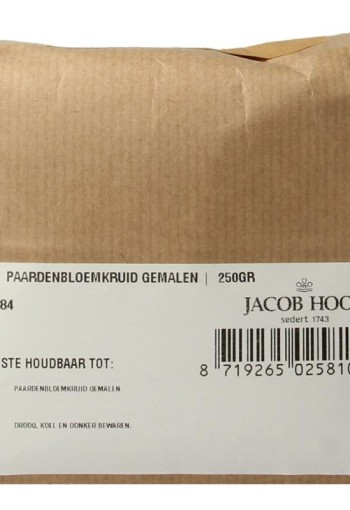 PAARDENBLOEMKRUID GEMALEN | 250GR
84
JACOB HOO
sedert 1743
STE HOUDBAAR TOT:
8 719265 02581
PAARDENBLOEMKRUID GEMALEN
DROOG, KOEL EN DONKER BEWAREN.